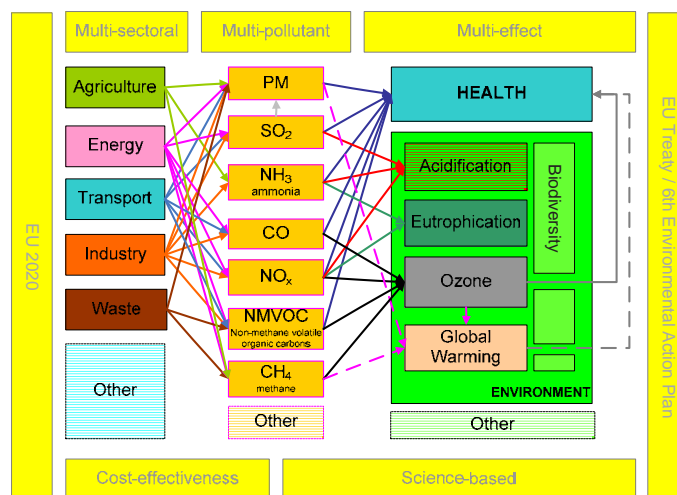 Multi-sectoral
Multi-pollutant
Multi-effect
EU 2020
Agriculture
Energy
Transport
Industry
Waste
Other
PM
SO2
NH3
ammonia
CO
NOx
NMVOC
Non-methane volatile
organic carbons
CH4
methane
Other
HEALTH
Acidification
Eutrophication
Ozone
Global
Warming
Biodiversity
ENVIRONMENT
Other
EU Treaty / 6th Environmental Action Plan
Cost-effectiveness
Science-based